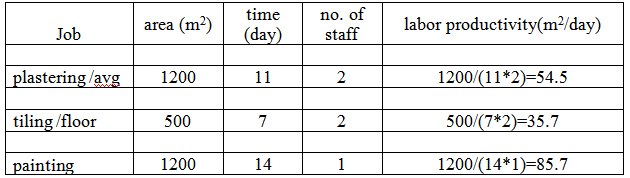 Job area (m²) time (day) no. of staff labor productivity(m²/day)
plastering/avg 1200 11 2 1200/(11*2)=54.5
tiling/floor 500 7 2 500/(7*2)=35.7
painting 1200 14 1 1200/(14*1)=85.7